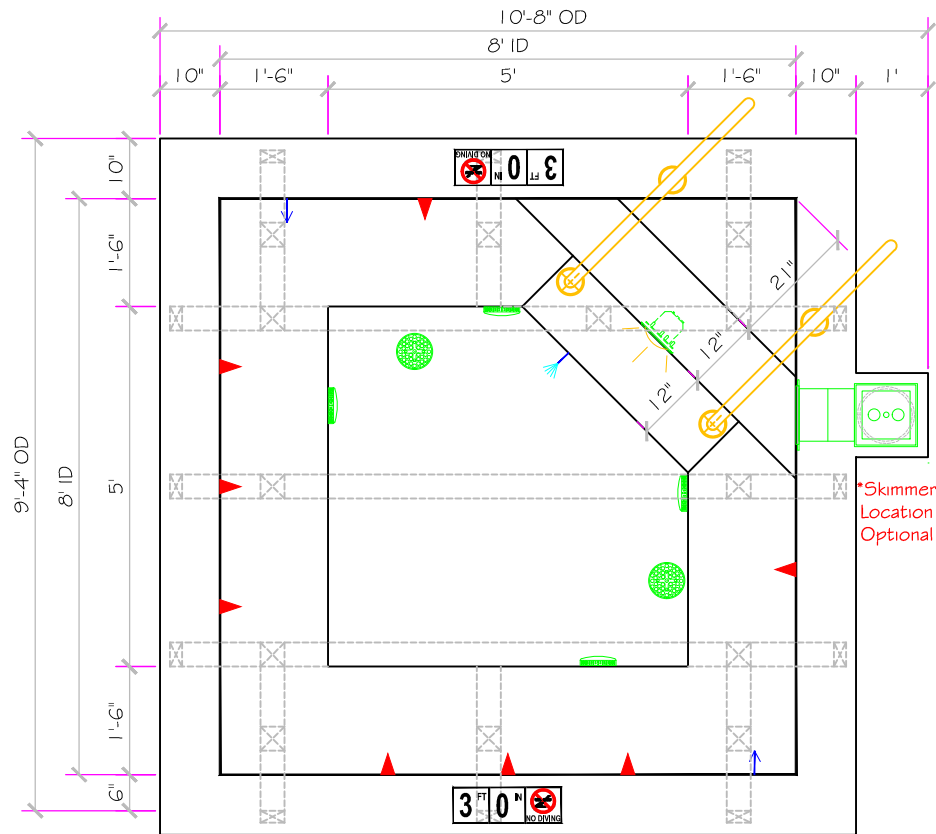 10'-8" OD
8' ID
10" 1'-6" 5' 1'-6" 10" 1'
NO DIVING 0 IN 3 FT
10"
1'-6"
21"
12"
12"
9'-4" OD
8' ID
5'
*Skimmer
Location
Optional
1'-6"
6"
3 FT 0 IN NO DIVING